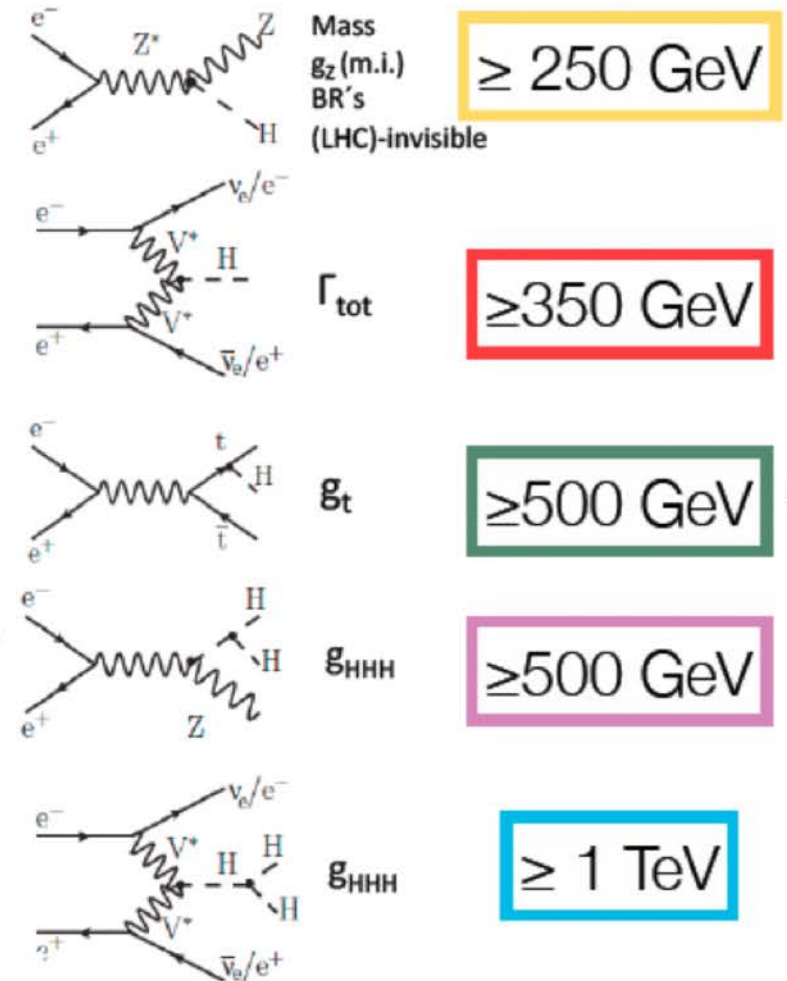 e⁻ Z* Z Mass
g_Z (m.i.) ≥ 250 GeV
BR´s
e⁺ H (LHC)-invisible
ν_e/e⁻
e⁻ V*
H Γ_tot ≥350 GeV
e⁺ V*
ν̅_e/e⁺
e⁻ t
H g_t ≥500 GeV
e⁺ t̅
e⁻ H
H g_HHH ≥500 GeV
e⁺ Z
ν_e/e⁻
e⁻ V*
H H g_HHH ≥ 1 TeV
H
V*
ν̅_e/e⁺